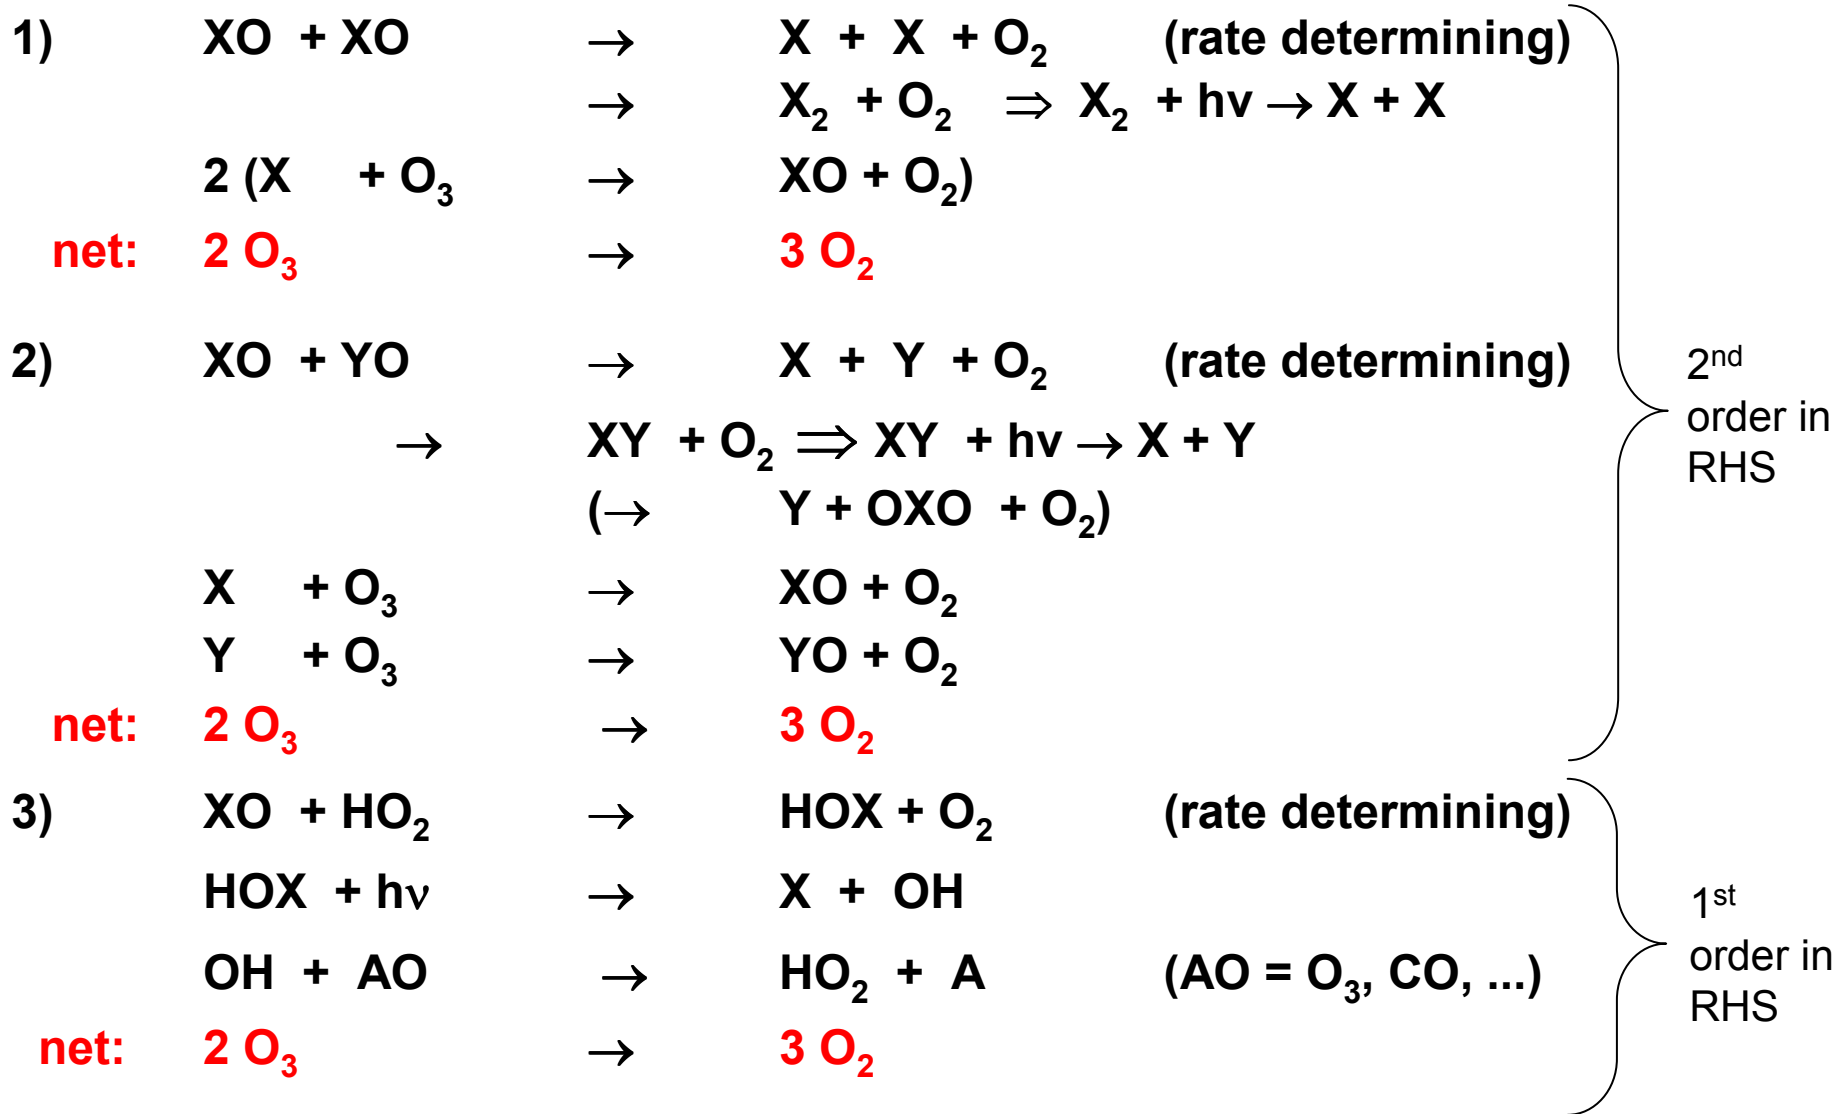 1) XO + XO → X + X + O₂ (rate determining)
→ X₂ + O₂ ⇒ X₂ + hν → X + X
2 (X + O₃ → XO + O₂)
net: 2 O₃ → 3 O₂
2) XO + YO → X + Y + O₂ (rate determining)
→ XY + O₂ ⇒ XY + hν → X + Y
(→ Y + OXO + O₂)
X + O₃ → XO + O₂
Y + O₃ → YO + O₂
net: 2 O₃ → 3 O₂
2nd
order in
RHS
3) XO + HO₂ → HOX + O₂ (rate determining)
HOX + hν → X + OH
OH + AO → HO₂ + A (AO = O₃, CO, ...)
net: 2 O₃ → 3 O₂
1st
order in
RHS